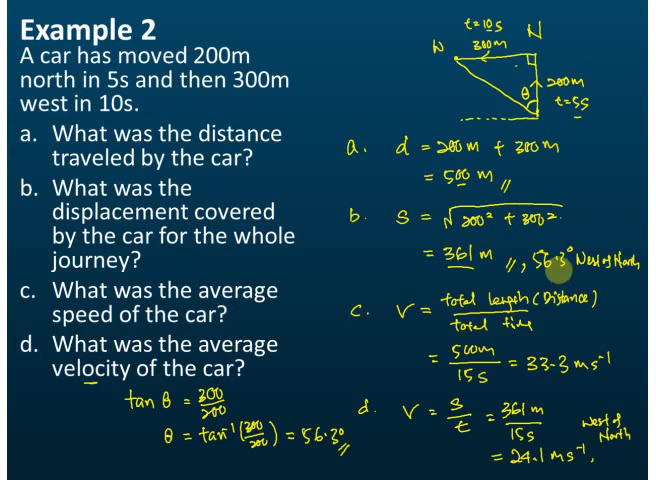 Example 2
A car has moved 200m
north in 5s and then 300m
west in 10s.
a. What was the distance
traveled by the car?
b. What was the
displacement covered
by the car for the whole
journey?
c. What was the average
speed of the car?
d. What was the average
velocity of the car?
tan θ = 300/200
θ = tan⁻¹(300/200) = 56.3°
t=10s
300m
N
W
200m
t=5s
θ
a. d = 200m + 300m
= 500 m
b. s = √200² + 300²
= 361 m, 56.3° West of North
c. V = total length (Distance)/total time
= 500m/15s = 33.3 ms⁻¹
d. V = s/t = 361m/15s
= 24.1 ms⁻¹, West of North